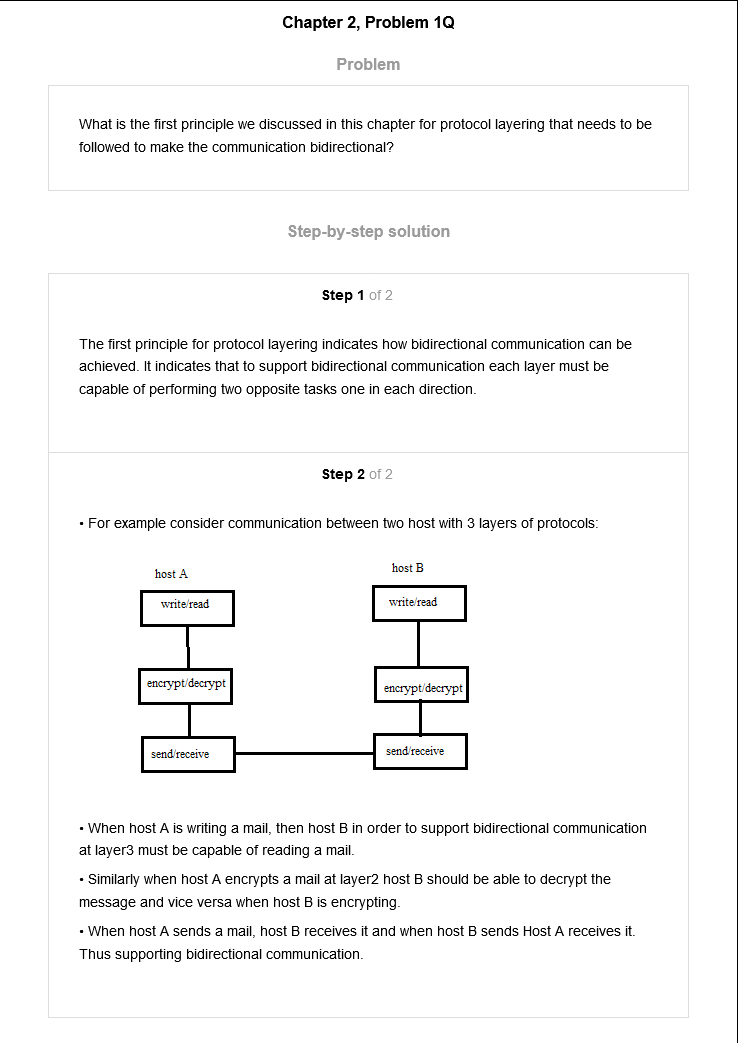 Chapter 2, Problem 1Q
Problem
What is the first principle we discussed in this chapter for protocol layering that needs to be
followed to make the communication bidirectional?
Step-by-step solution
Step 1 of 2
The first principle for protocol layering indicates how bidirectional communication can be
achieved. It indicates that to support bidirectional communication each layer must be
capable of performing two opposite tasks one in each direction.
Step 2 of 2
• For example consider communication between two host with 3 layers of protocols:
host A
host B
write/read
write/read
encrypt/decrypt
encrypt/decrypt
send/receive
send/receive
• When host A is writing a mail, then host B in order to support bidirectional communication
at layer3 must be capable of reading a mail.
• Similarly when host A encrypts a mail at layer2 host B should be able to decrypt the
message and vice versa when host B is encrypting.
• When host A sends a mail, host B receives it and when host B sends Host A receives it.
Thus supporting bidirectional communication.